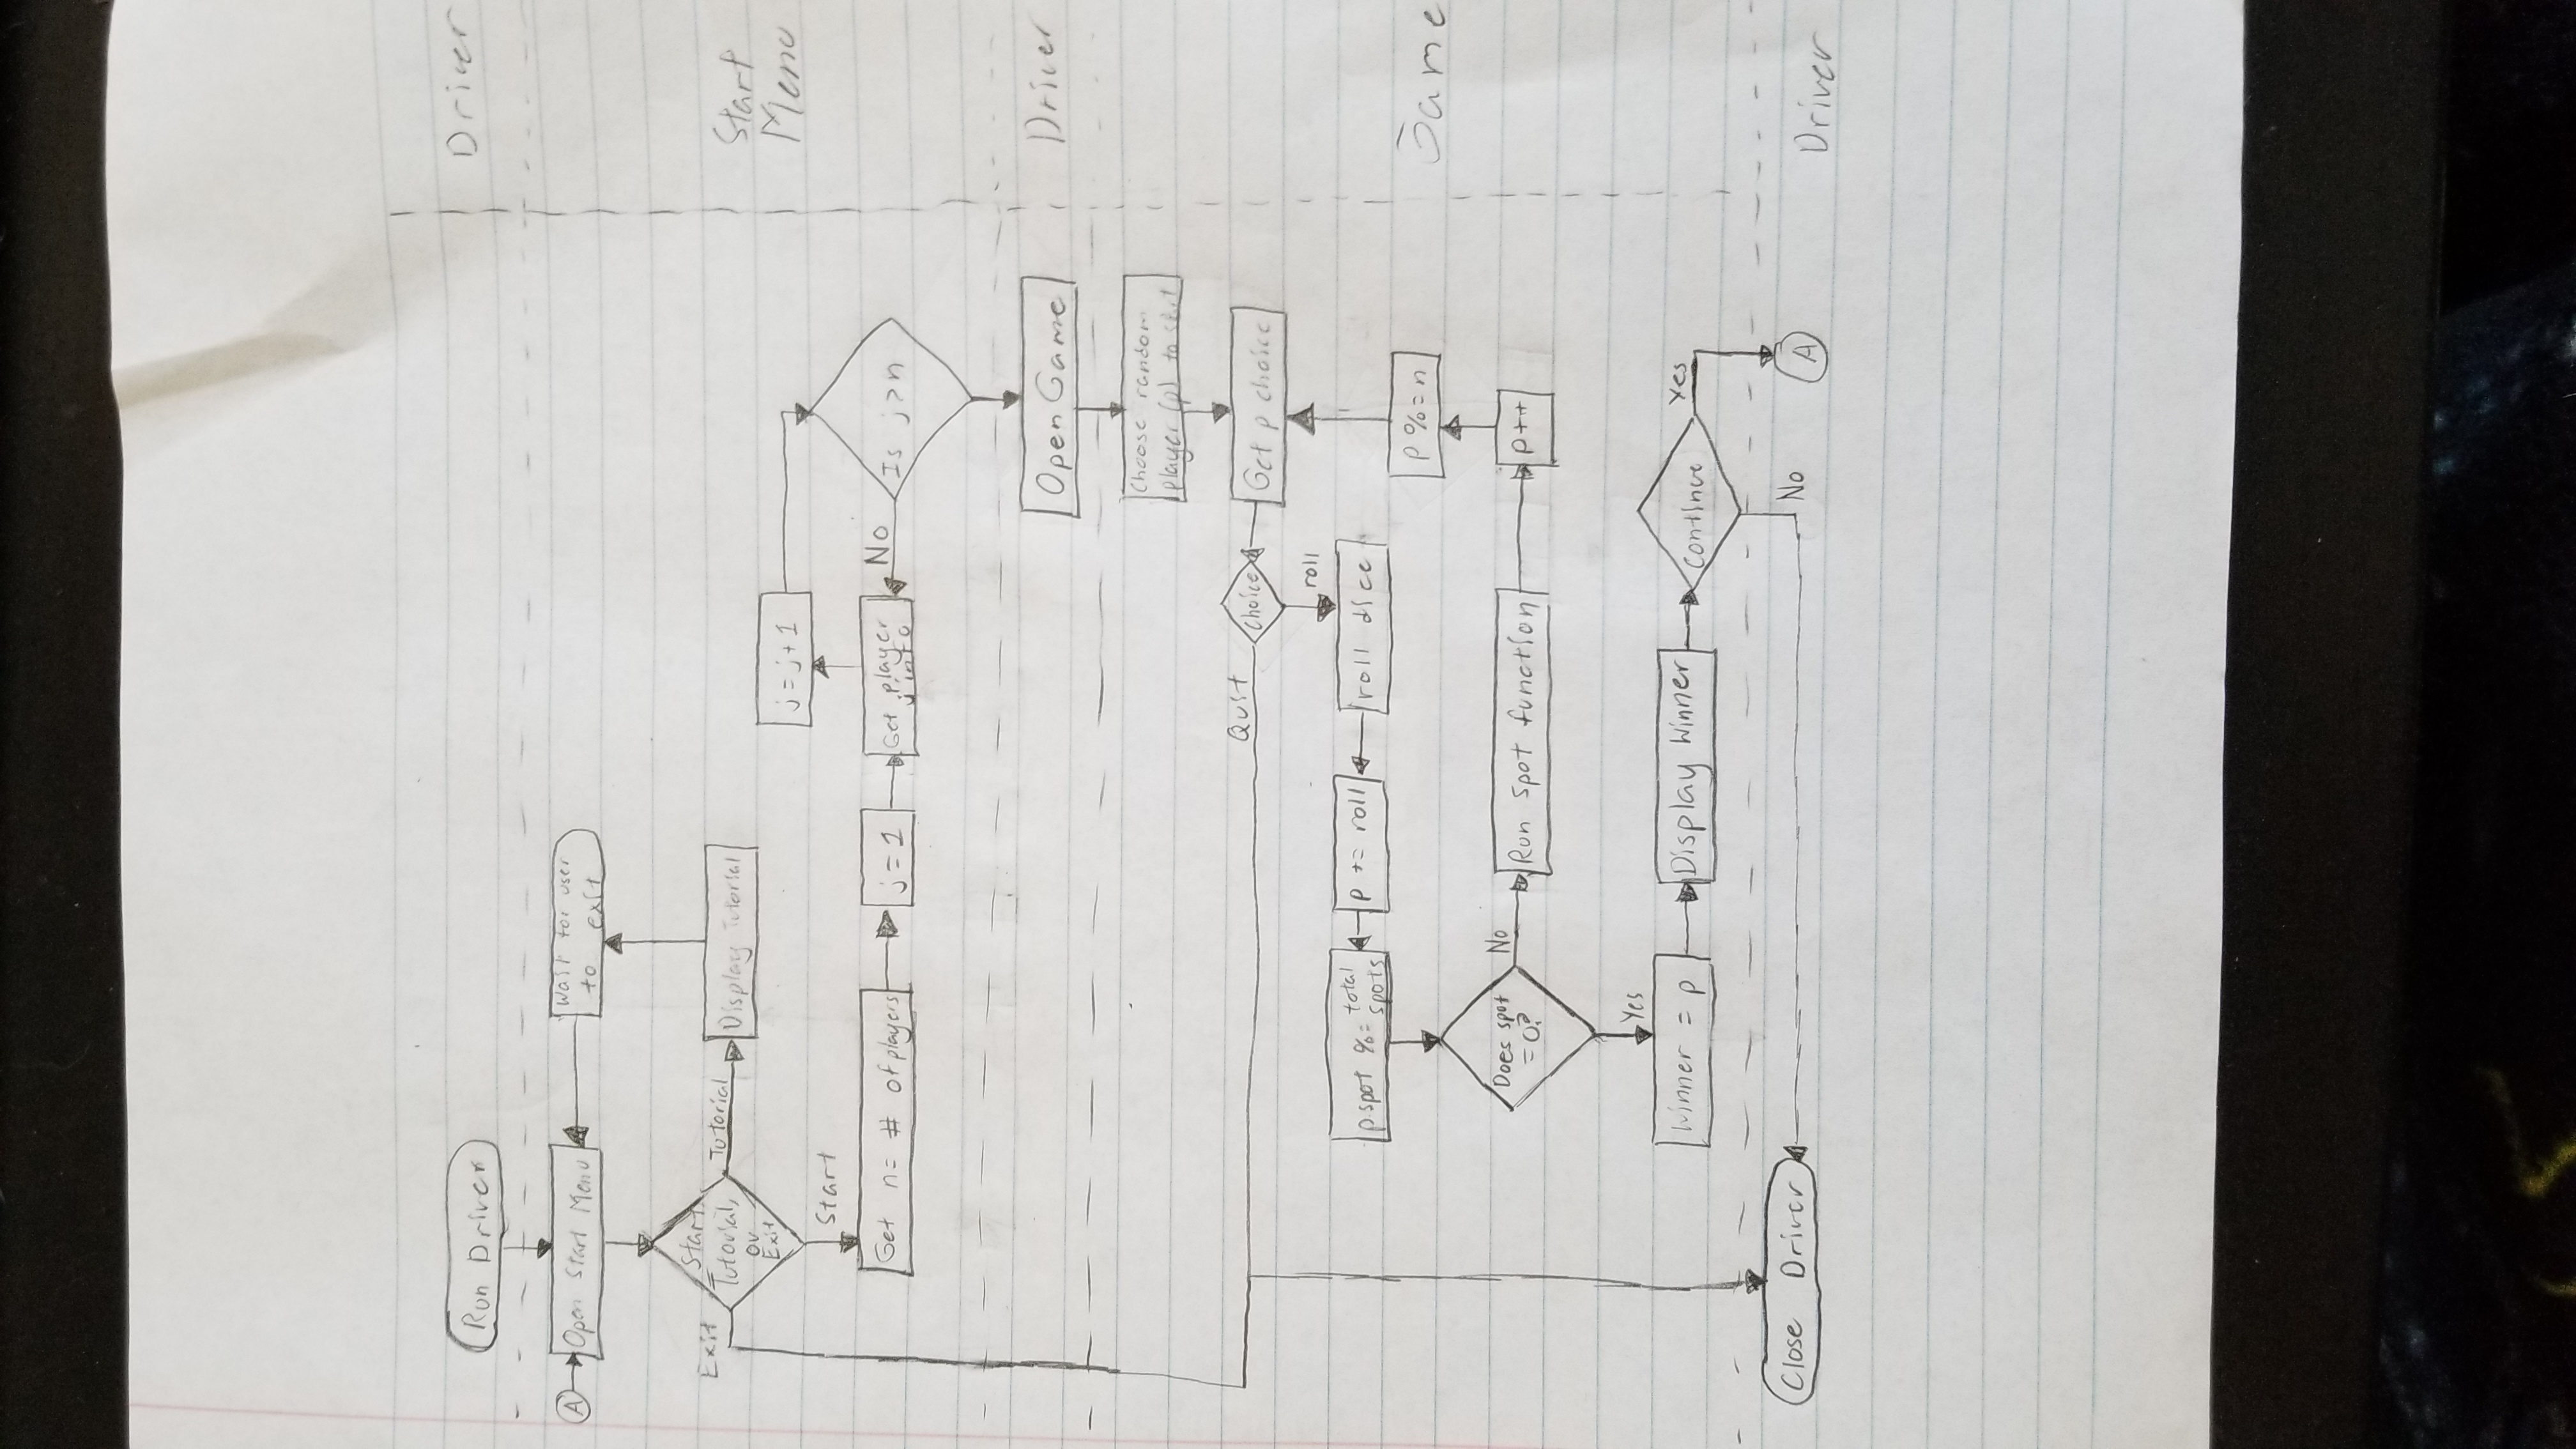 Driver
Run Driver
A
Open Start Menu
Wait for user
to exit
Exit
Start,
Tutorial,
or
Exit
Tutorial
Display Tutorial
Start
Menu
j=j+1
Start
Get n= # of players
j=1
Get player
j info
No
Is j>n
Open Game
Driver
Choose random
player (p) to start
Quit
Choice
Get p choice
roll
p.spot %= total
spots
p += roll
roll dice
p %= n
Game
Does spot
=0?
No
Run spot function
p++
Yes
Winner = p
Display Winner
Continue
Yes
Close Driver
No
A
Driver